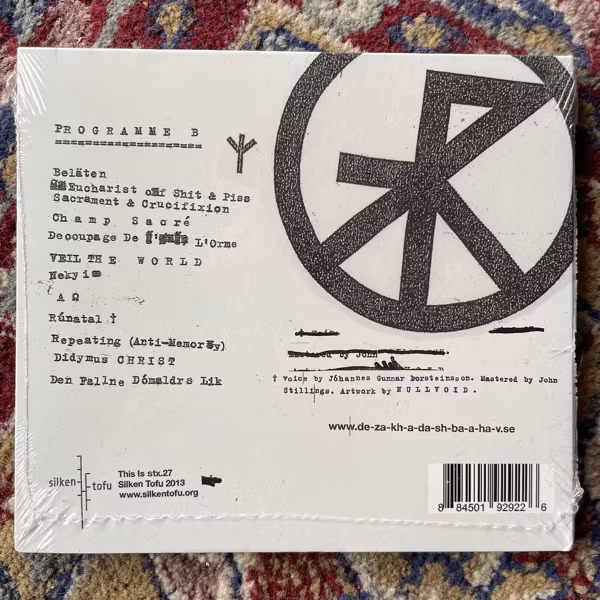 PROGRAMME B
Beläten
Eucharist of Shit & Piss
Sacrament & Crucifixion
Champ Sacré
Decoupage De L'Orme
VEIL THE WORLD
Nekyia
A Ω
Rúnatal †
Repeating (Anti-Memory)
Didymus CHRIST
Den Fallne Dómaldrs Lik
Mastered by John
† Voice by Jóhannes Gunnar Þorsteinsson. Mastered by John
Stillings. Artwork by NULLVOID.
www.de-za-kh-a-da-sh-ba-a-ha-v.se
silken tofu
This Is stx.27
Silken Tofu 2013
www.silkentofu.org
8 84501 92922 6